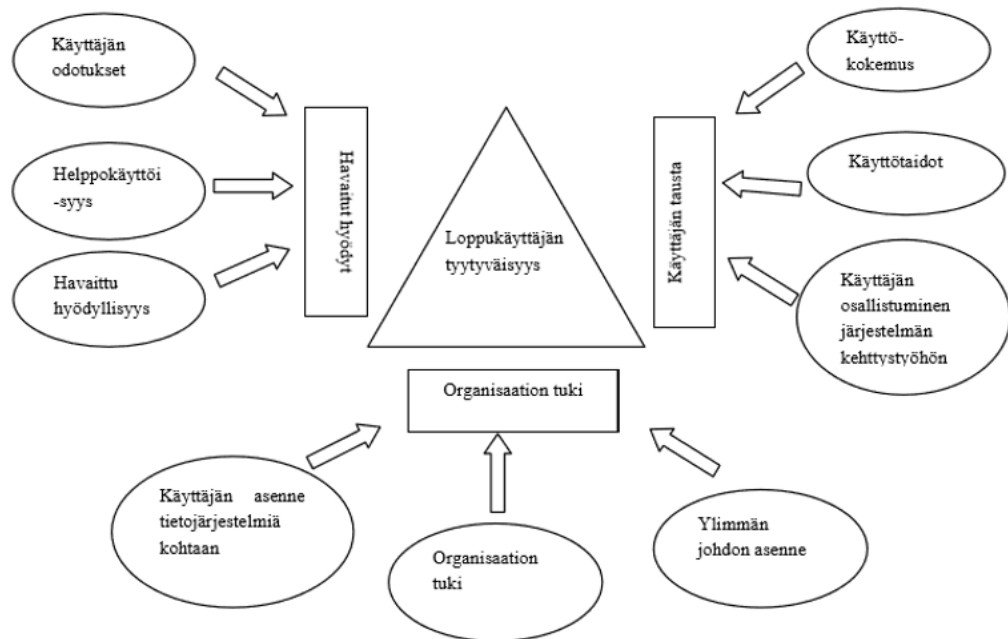 Käyttäjän
odotukset
Helppokäyttöi
-syys
Havaittu
hyödyllisyys
Havaitut hyödyt
Loppukäyttäjän
tyytyväisyys
Käyttäjän tausta
Käyttö-
kokemus
Käyttötaidot
Käyttäjän
osallistuminen
järjestelmän
kehttystyöhön
Organisaation tuki
Käyttäjän asenne
tietojärjestelmiä
kohtaan
Organisaation
tuki
Ylimmän
johdon asenne